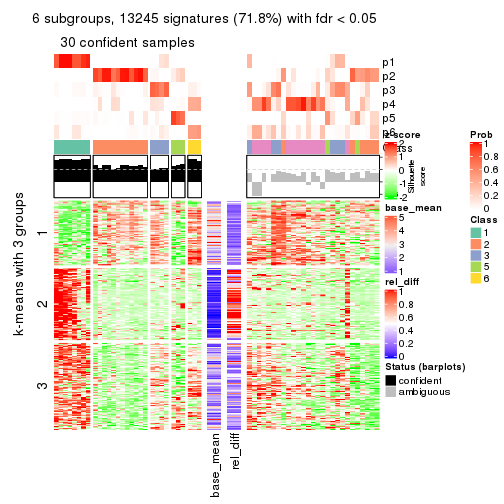 6 subgroups, 13245 signatures (71.8%) with fdr < 0.05
30 confident samples
p1
p2
p3
p4
p5
p6
Class
Silhouette
score
k-means with 3 groups
1
2
3
base_mean
rel_diff
z-score
2
1
0
-1
-2
base_mean
5
4
3
2
1
rel_diff
1
0.8
0.6
0.4
0.2
0
Status (barplots)
confident
ambiguous
Prob
1
0.8
0.6
0.4
0.2
0
Class
1
2
3
5
6